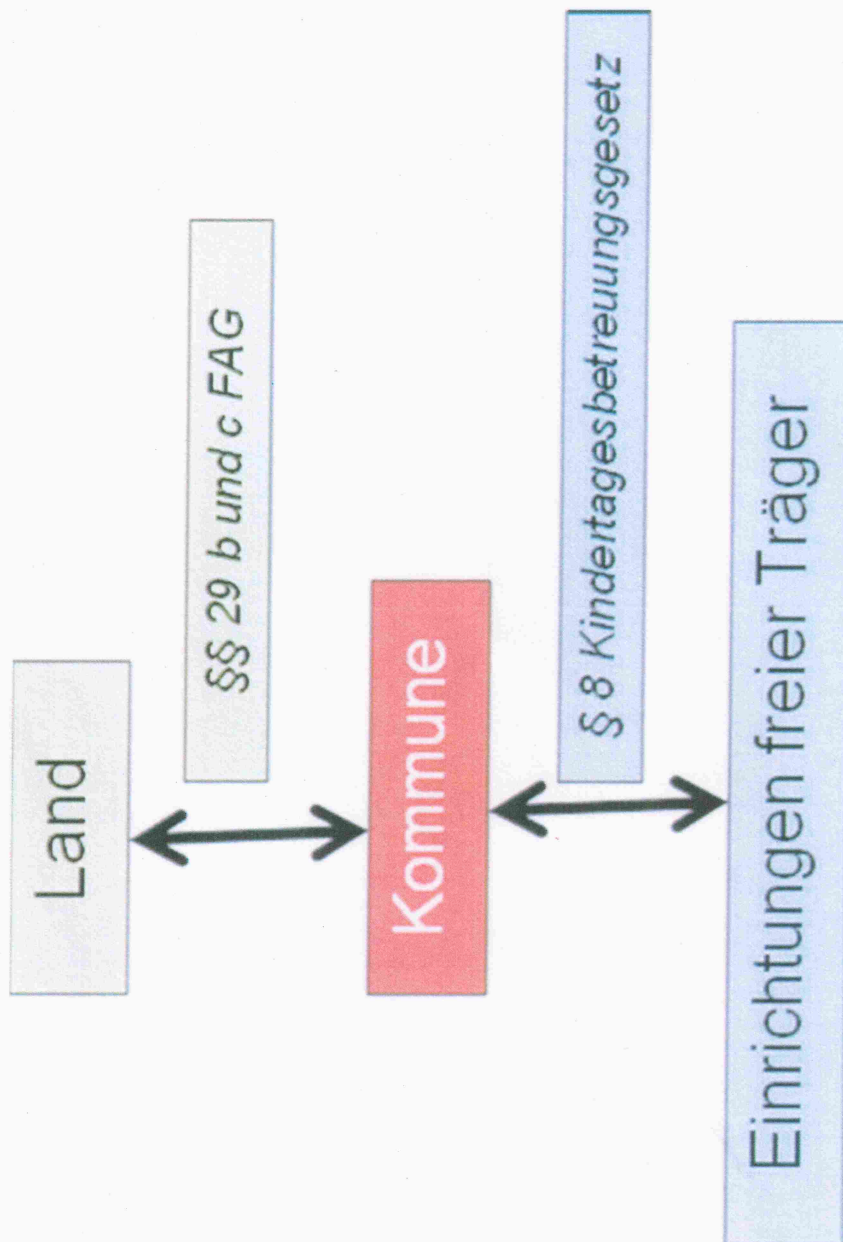 Land
§§ 29 b und c FAG
Kommune
§ 8 Kindertagesbetreuungsgesetz
Einrichtungen freier Träger